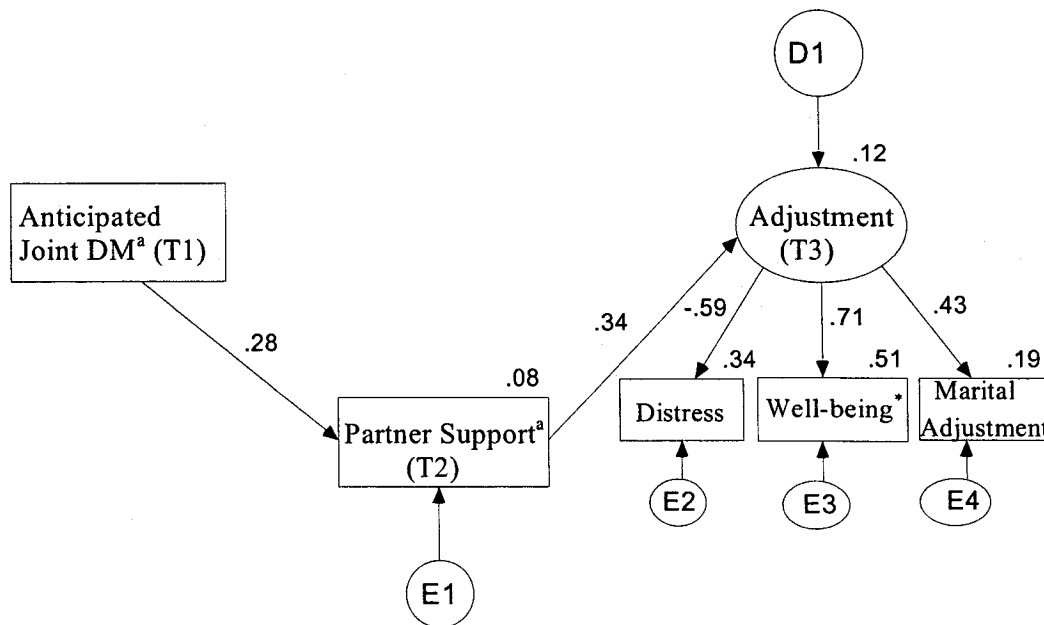 D1
.12
Anticipated
Joint DMᵃ (T1)
Adjustment
(T3)
.28
.34
-.59
.71
.43
.08
.34
.51
.19
Partner Supportᵃ
(T2)
Distress
Well-being*
Marital
Adjustment
E1
E2
E3
E4